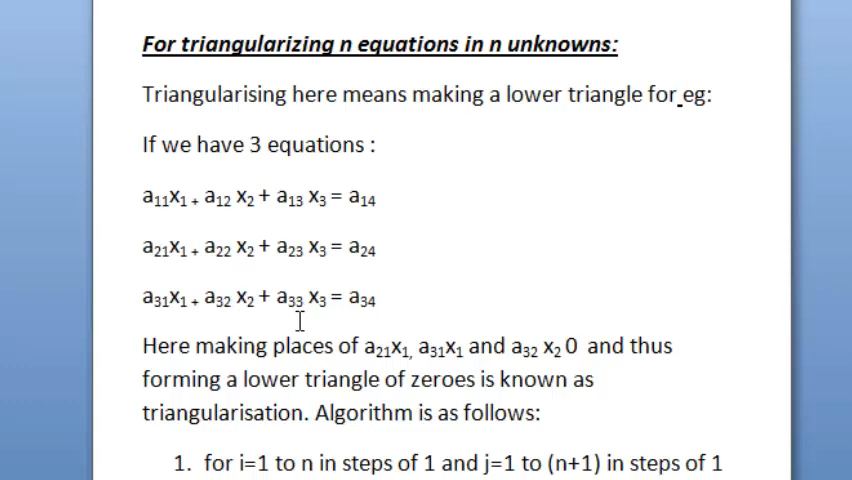 For triangularizing n equations in n unknowns:
Triangularising here means making a lower triangle for eg:
If we have 3 equations :
a₁₁x₁ ₊ a₁₂ x₂ + a₁₃ x₃ = a₁₄
a₂₁x₁ ₊ a₂₂ x₂ + a₂₃ x₃ = a₂₄
a₃₁x₁ ₊ a₃₂ x₂ + a₃₃ x₃ = a₃₄
Here making places of a₂₁x₁, a₃₁x₁ and a₃₂ x₂ 0 and thus
forming a lower triangle of zeroes is known as
triangularisation. Algorithm is as follows:
1. for i=1 to n in steps of 1 and j=1 to (n+1) in steps of 1